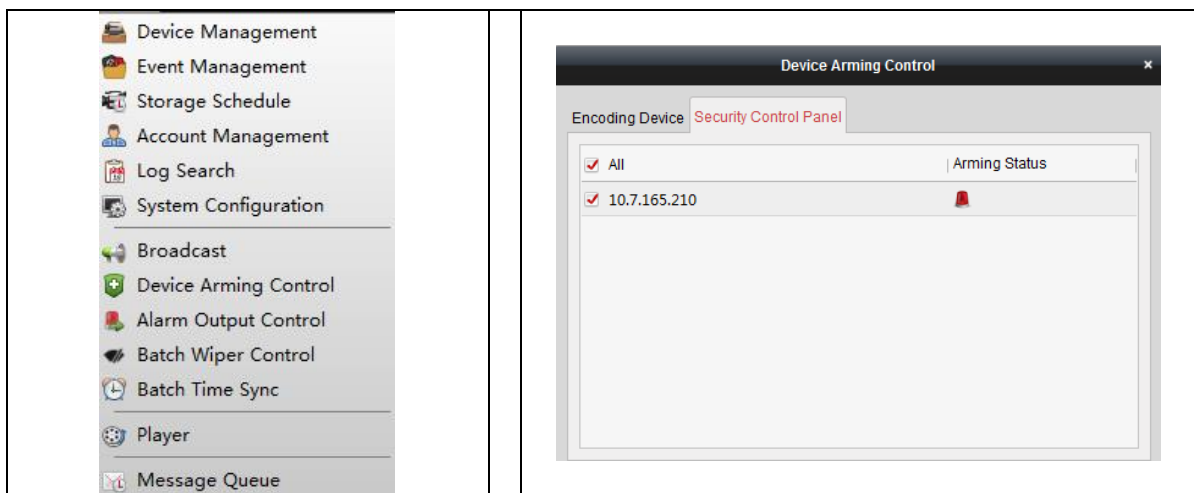 Device Management
Event Management
Storage Schedule
Account Management
Log Search
System Configuration
Broadcast
Device Arming Control
Alarm Output Control
Batch Wiper Control
Batch Time Sync
Player
Message Queue
Device Arming Control ×
Encoding Device Security Control Panel
All Arming Status
10.7.165.210